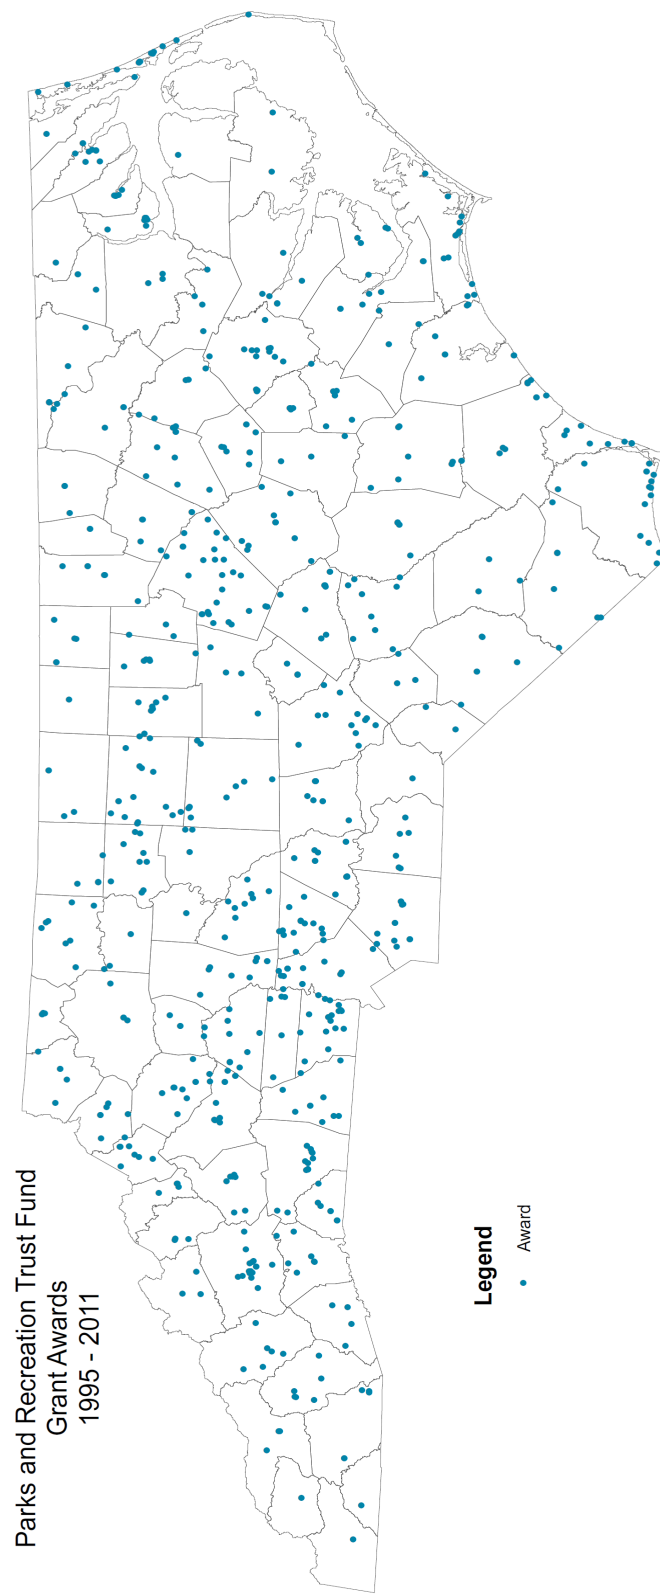 Parks and Recreation Trust Fund
Grant Awards
1995 - 2011
Legend
Award